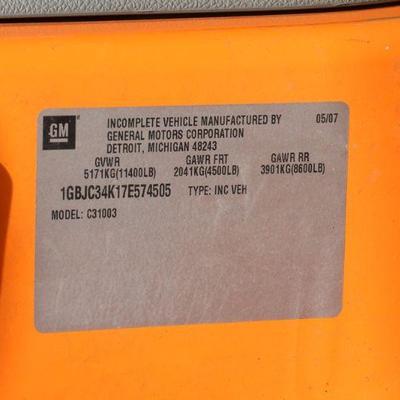 GM INCOMPLETE VEHICLE MANUFACTURED BY 05/07
GENERAL MOTORS CORPORATION
DETROIT, MICHIGAN 48243
GVWR GAWR FRT GAWR RR
5171KG(11400LB) 2041KG(4500LB) 3901KG(8600LB)
1GBJC34K17E574505 TYPE: INC VEH
MODEL: C31003